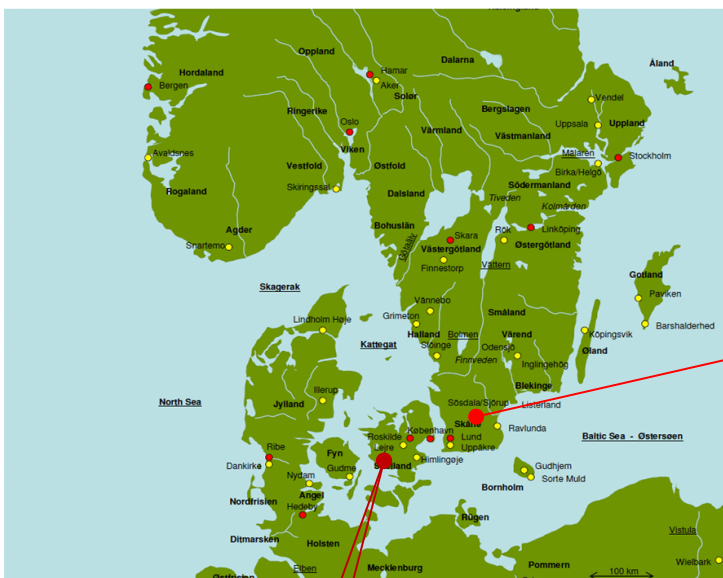 Oppland
Dalarna
Åland
Hordaland
Hamar
Bergen
Aker
Solør
Vendel
Ringerike
Bergslagen
Oslo
Värmland
Västmanland
Uppsala
Uppland
Viken
Avaldsnes
Mälaren
Stockholm
Vestfold
Østfold
Birka/Helgö
Rogaland
Skiringssal
Dalsland
Södermanland
Tiveden
Kolmården
Agder
Bohuslän
Skara
Rök
Linköping
Snartemo
Götaälv
Västergötland
Östergötland
Finnestorp
Vättern
Gotland
Skagerak
Paviken
Vännebo
Småland
Lindholm Høje
Grimeton
Barshalderhed
Halland
Bolmen
Värend
Köpingsvik
Kattegat
Slöinge
Odensjö
Öland
Finnveden
Inglingehög
Blekinge
Illerup
North Sea
Jylland
Sösdala/Sjörup
Listerland
Skåne
Ravlunda
Roskilde
København
Lund
Baltic Sea - Østersøen
Ribe
Lejre
Uppåkre
Fyn
Himlingøje
Dankirke
Gudme
Gudhjem
Nydam
Sorte Muld
Nordfrisien
Angel
Bornholm
Hedeby
Rügen
Ditmarsken
Holsten
Vistula
Elben
Mecklenburg
Pommern
Wielbark
100 km